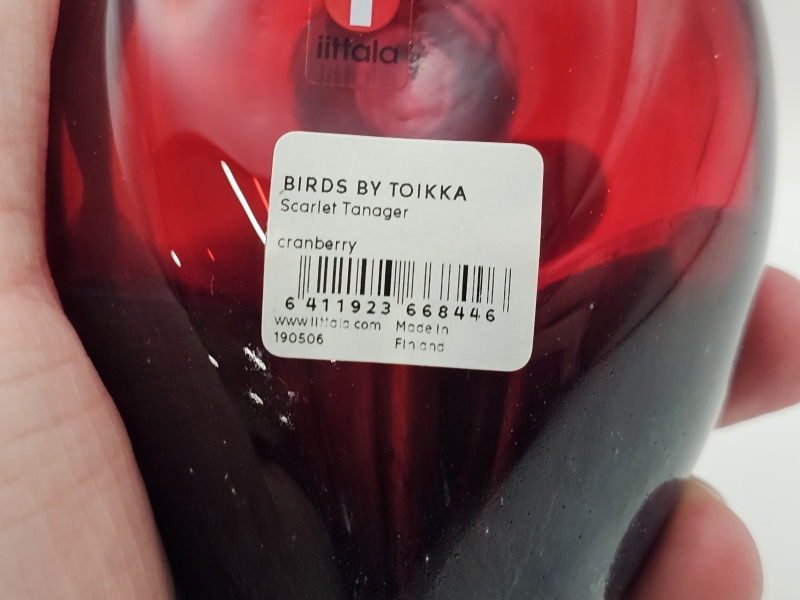 iittala
BIRDS BY TOIKKA
Scarlet Tanager
cranberry
6 411923 668446
www.iittala.com Made in
190506 Finland